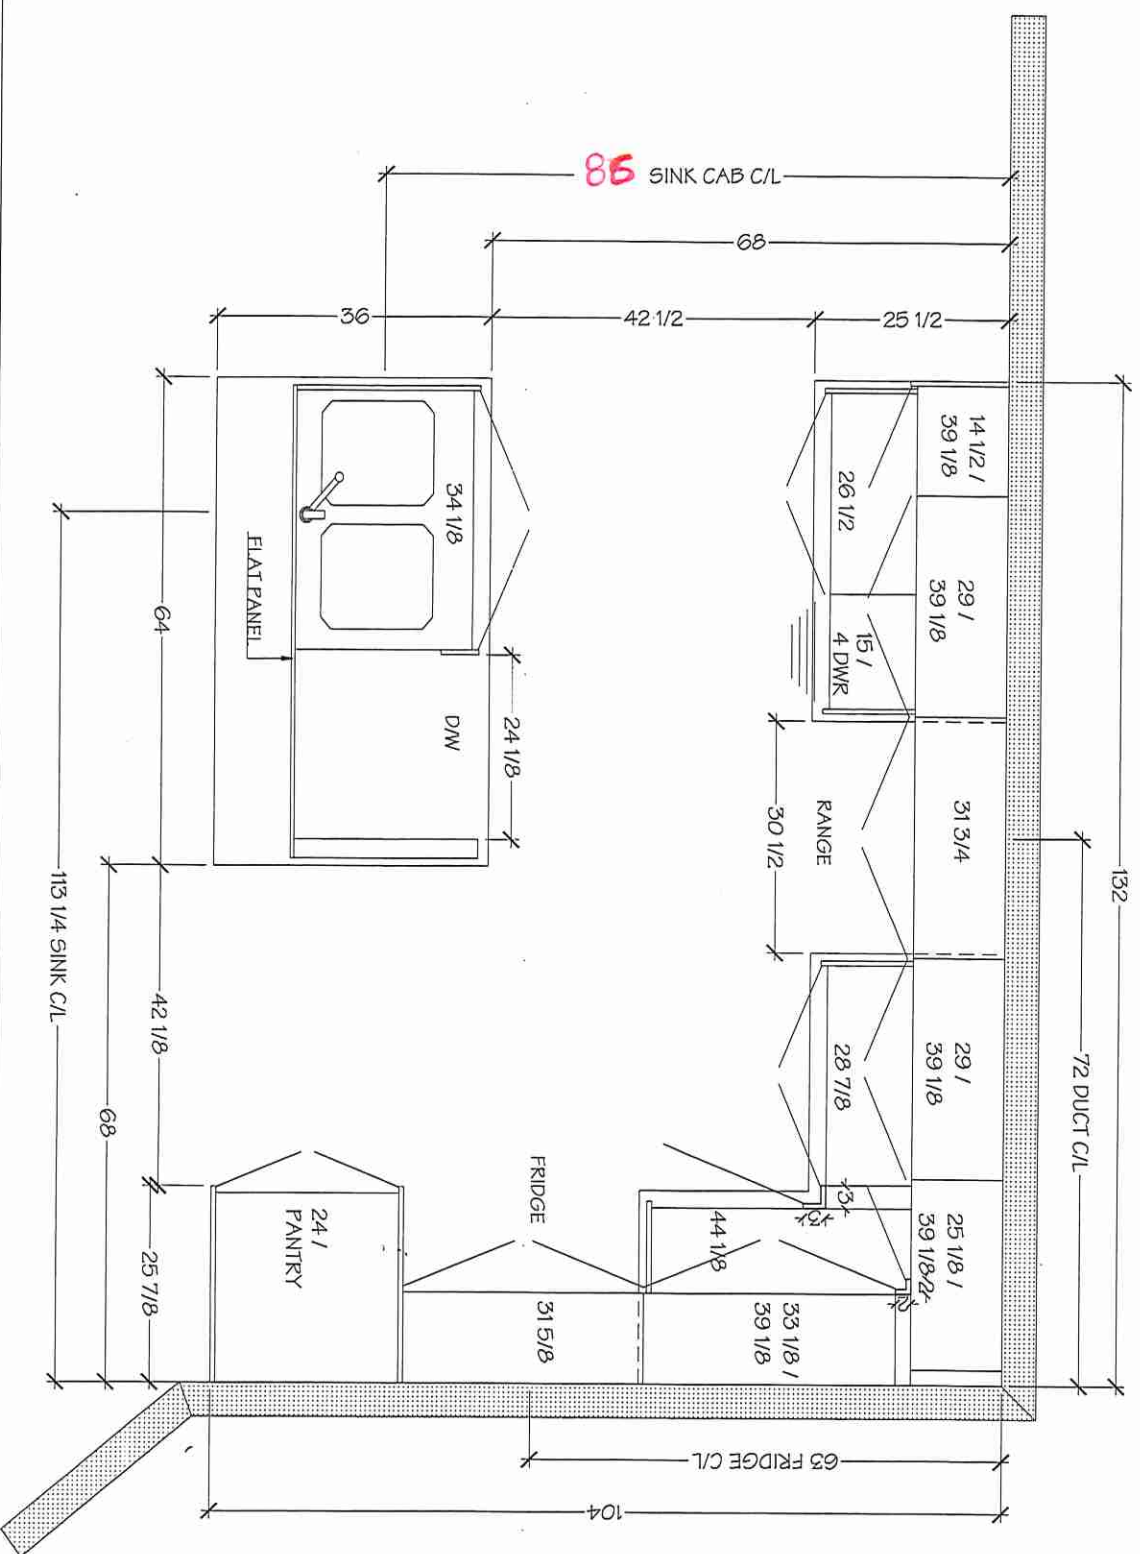 85 SINK CAB C/L
68
36
42 1/2
25 1/2
132
14 1/2 /
39 1/8
29 /
39 1/8
31 3/4
29 /
39 1/8
25 1/8 /
39 1/8
2
2
72 DUCT C/L
26 1/2
15 /
4 DWR
RANGE
30 1/2
28 7/8
3
3
44 1/8
33 1/8 /
39 1/8
34 1/8
D/W
24 1/8
FLAT PANEL
64
42 1/8
68
25 7/8
113 1/4 SINK C/L
FRIDGE
31 5/8
24 /
PANTRY
63 FRIDGE C/L
104